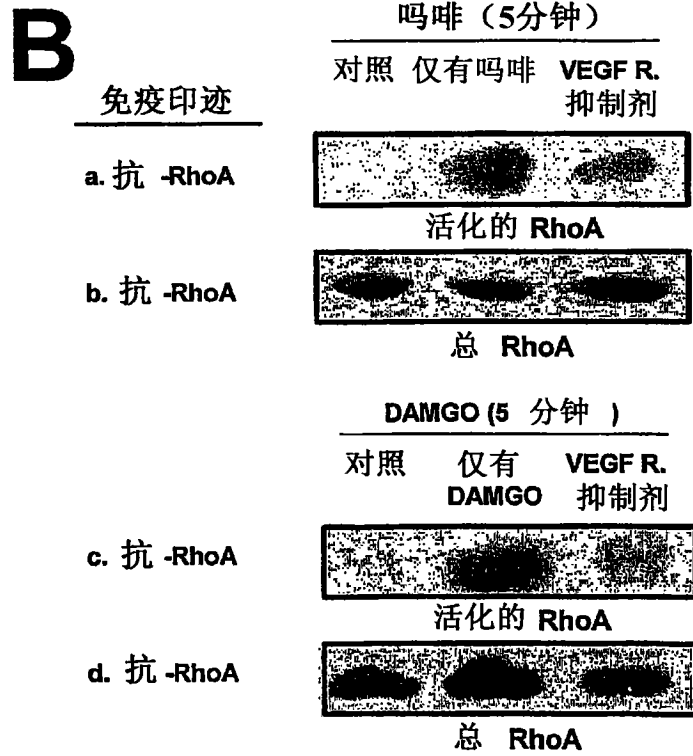 B
吗啡（5分钟）
对照 仅有吗啡 VEGF R.
抑制剂
免疫印迹
a. 抗 -RhoA
活化的 RhoA
b. 抗 -RhoA
总 RhoA
DAMGO (5 分钟 )
对照 仅有 VEGF R.
DAMGO 抑制剂
c. 抗 -RhoA
活化的 RhoA
d. 抗 -RhoA
总 RhoA